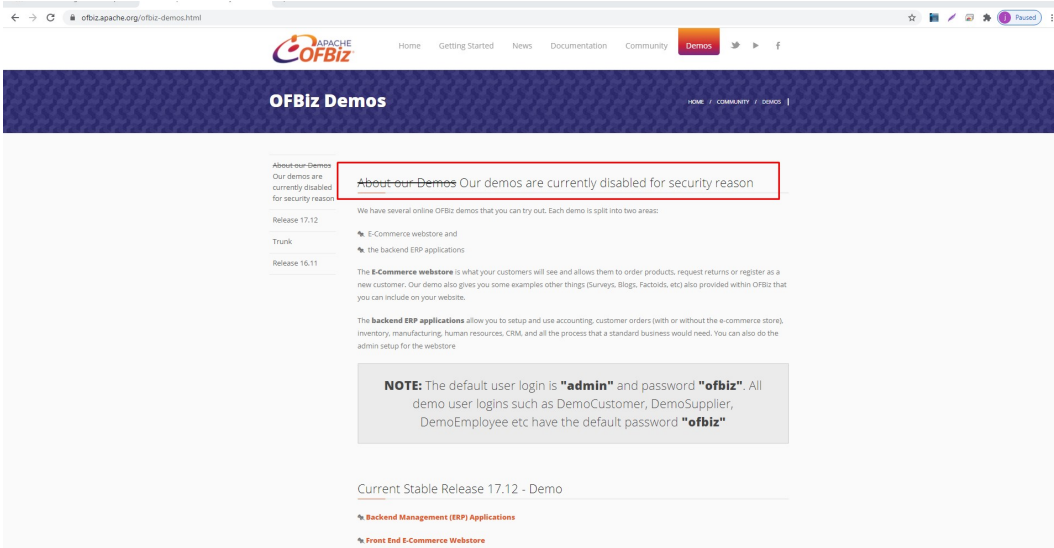 ofbiz.apache.org/ofbiz-demos.html
Paused
APACHE
OFBiz
Home Getting Started News Documentation Community Demos
OFBiz Demos
HOME / COMMUNITY / DEMOS
About our Demos
Our demos are
currently disabled
for security reason
Release 17.12
Trunk
Release 16.11
About our Demos Our demos are currently disabled for security reason
We have several online OFBiz demos that you can try out. Each demo is split into two areas:
E-Commerce webstore and
the backend ERP applications
The E-Commerce webstore is what your customers will see and allows them to order products, request returns or register as a
new customer. Our demo also gives you some examples other things (Surveys, Blogs, Factoids, etc) also provided within OFBiz that
you can include on your website.
The backend ERP applications allow you to setup and use accounting, customer orders (with or without the e-commerce store),
inventory, manufacturing, human resources, CRM, and all the process that a standard business would need. You can also do the
admin setup for the webstore
NOTE: The default user login is "admin" and password "ofbiz". All
demo user logins such as DemoCustomer, DemoSupplier,
DemoEmployee etc have the default password "ofbiz"
Current Stable Release 17.12 - Demo
Backend Management (ERP) Applications
Front End E-Commerce Webstore